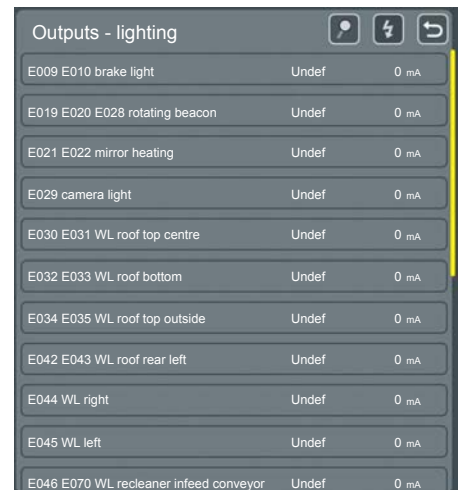 Outputs - lighting
E009 E010 brake light Undef 0 mA
E019 E020 E028 rotating beacon Undef 0 mA
E021 E022 mirror heating Undef 0 mA
E029 camera light Undef 0 mA
E030 E031 WL roof top centre Undef 0 mA
E032 E033 WL roof bottom Undef 0 mA
E034 E035 WL roof top outside Undef 0 mA
E042 E043 WL roof rear left Undef 0 mA
E044 WL right Undef 0 mA
E045 WL left Undef 0 mA
E046 E070 WL recleaner infeed conveyor Undef 0 mA